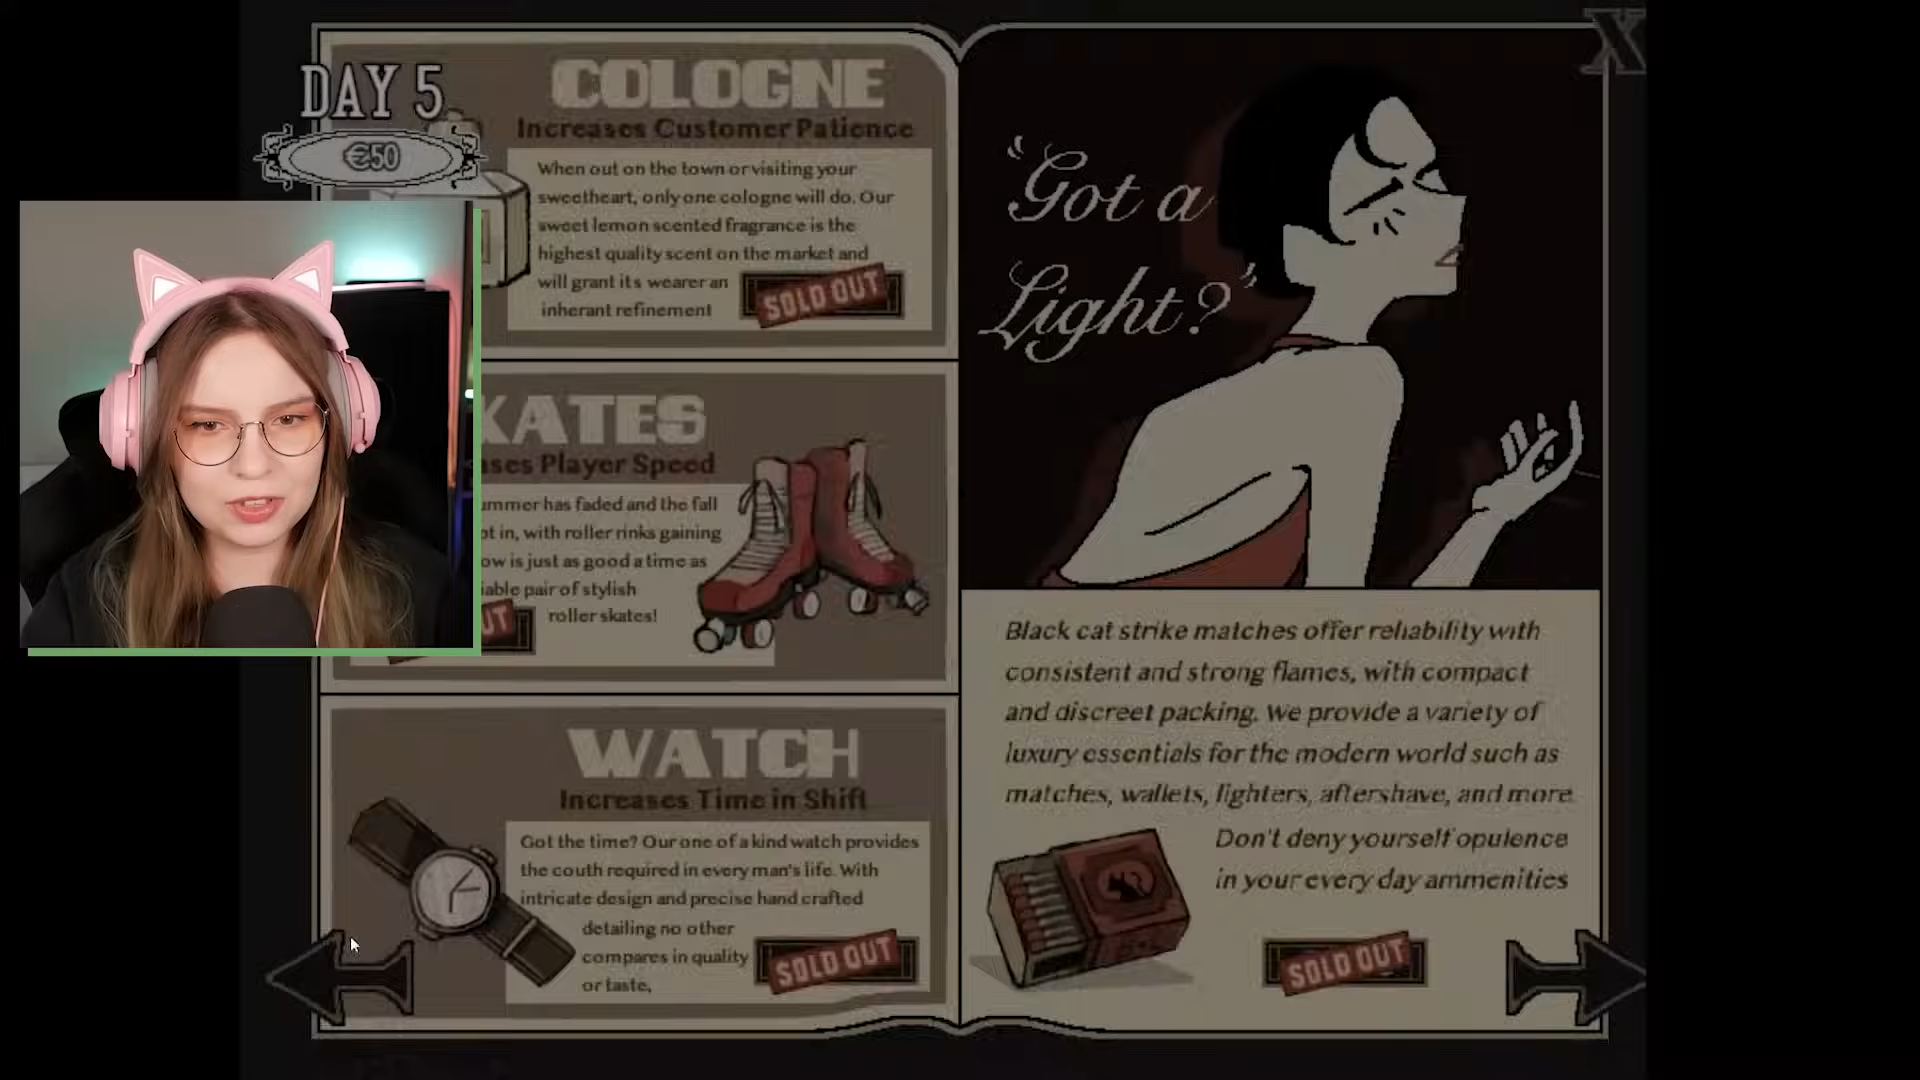 DAY 5
€50
COLOGNE
Increases Customer Patience
When out on the town or visiting your
sweetheart, only one cologne will do. Our
sweet lemon scented fragrance is the
highest quality scent on the market and
will grant its wearer an
inherant refinement
SOLD OUT
KATES
ases Player Speed
ummer has faded and the fall
ot in, with roller rinks gaining
ow is just as good a time as
iable pair of stylish
roller skates!
UT
WATCH
Increases Time in Shift
Got the time? Our one of a kind watch provides
the couth required in every man's life. With
intricate design and precise hand crafted
detailing no other
compares in quality
or taste,
SOLD OUT
X
'Got a
Light?'
Black cat strike matches offer reliability with
consistent and strong flames, with compact
and discreet packing. We provide a variety of
luxury essentials for the modern world such as
matches, wallets, lighters, aftershave, and more.
Don't deny yourself opulence
in your every day ammenities
SOLD OUT